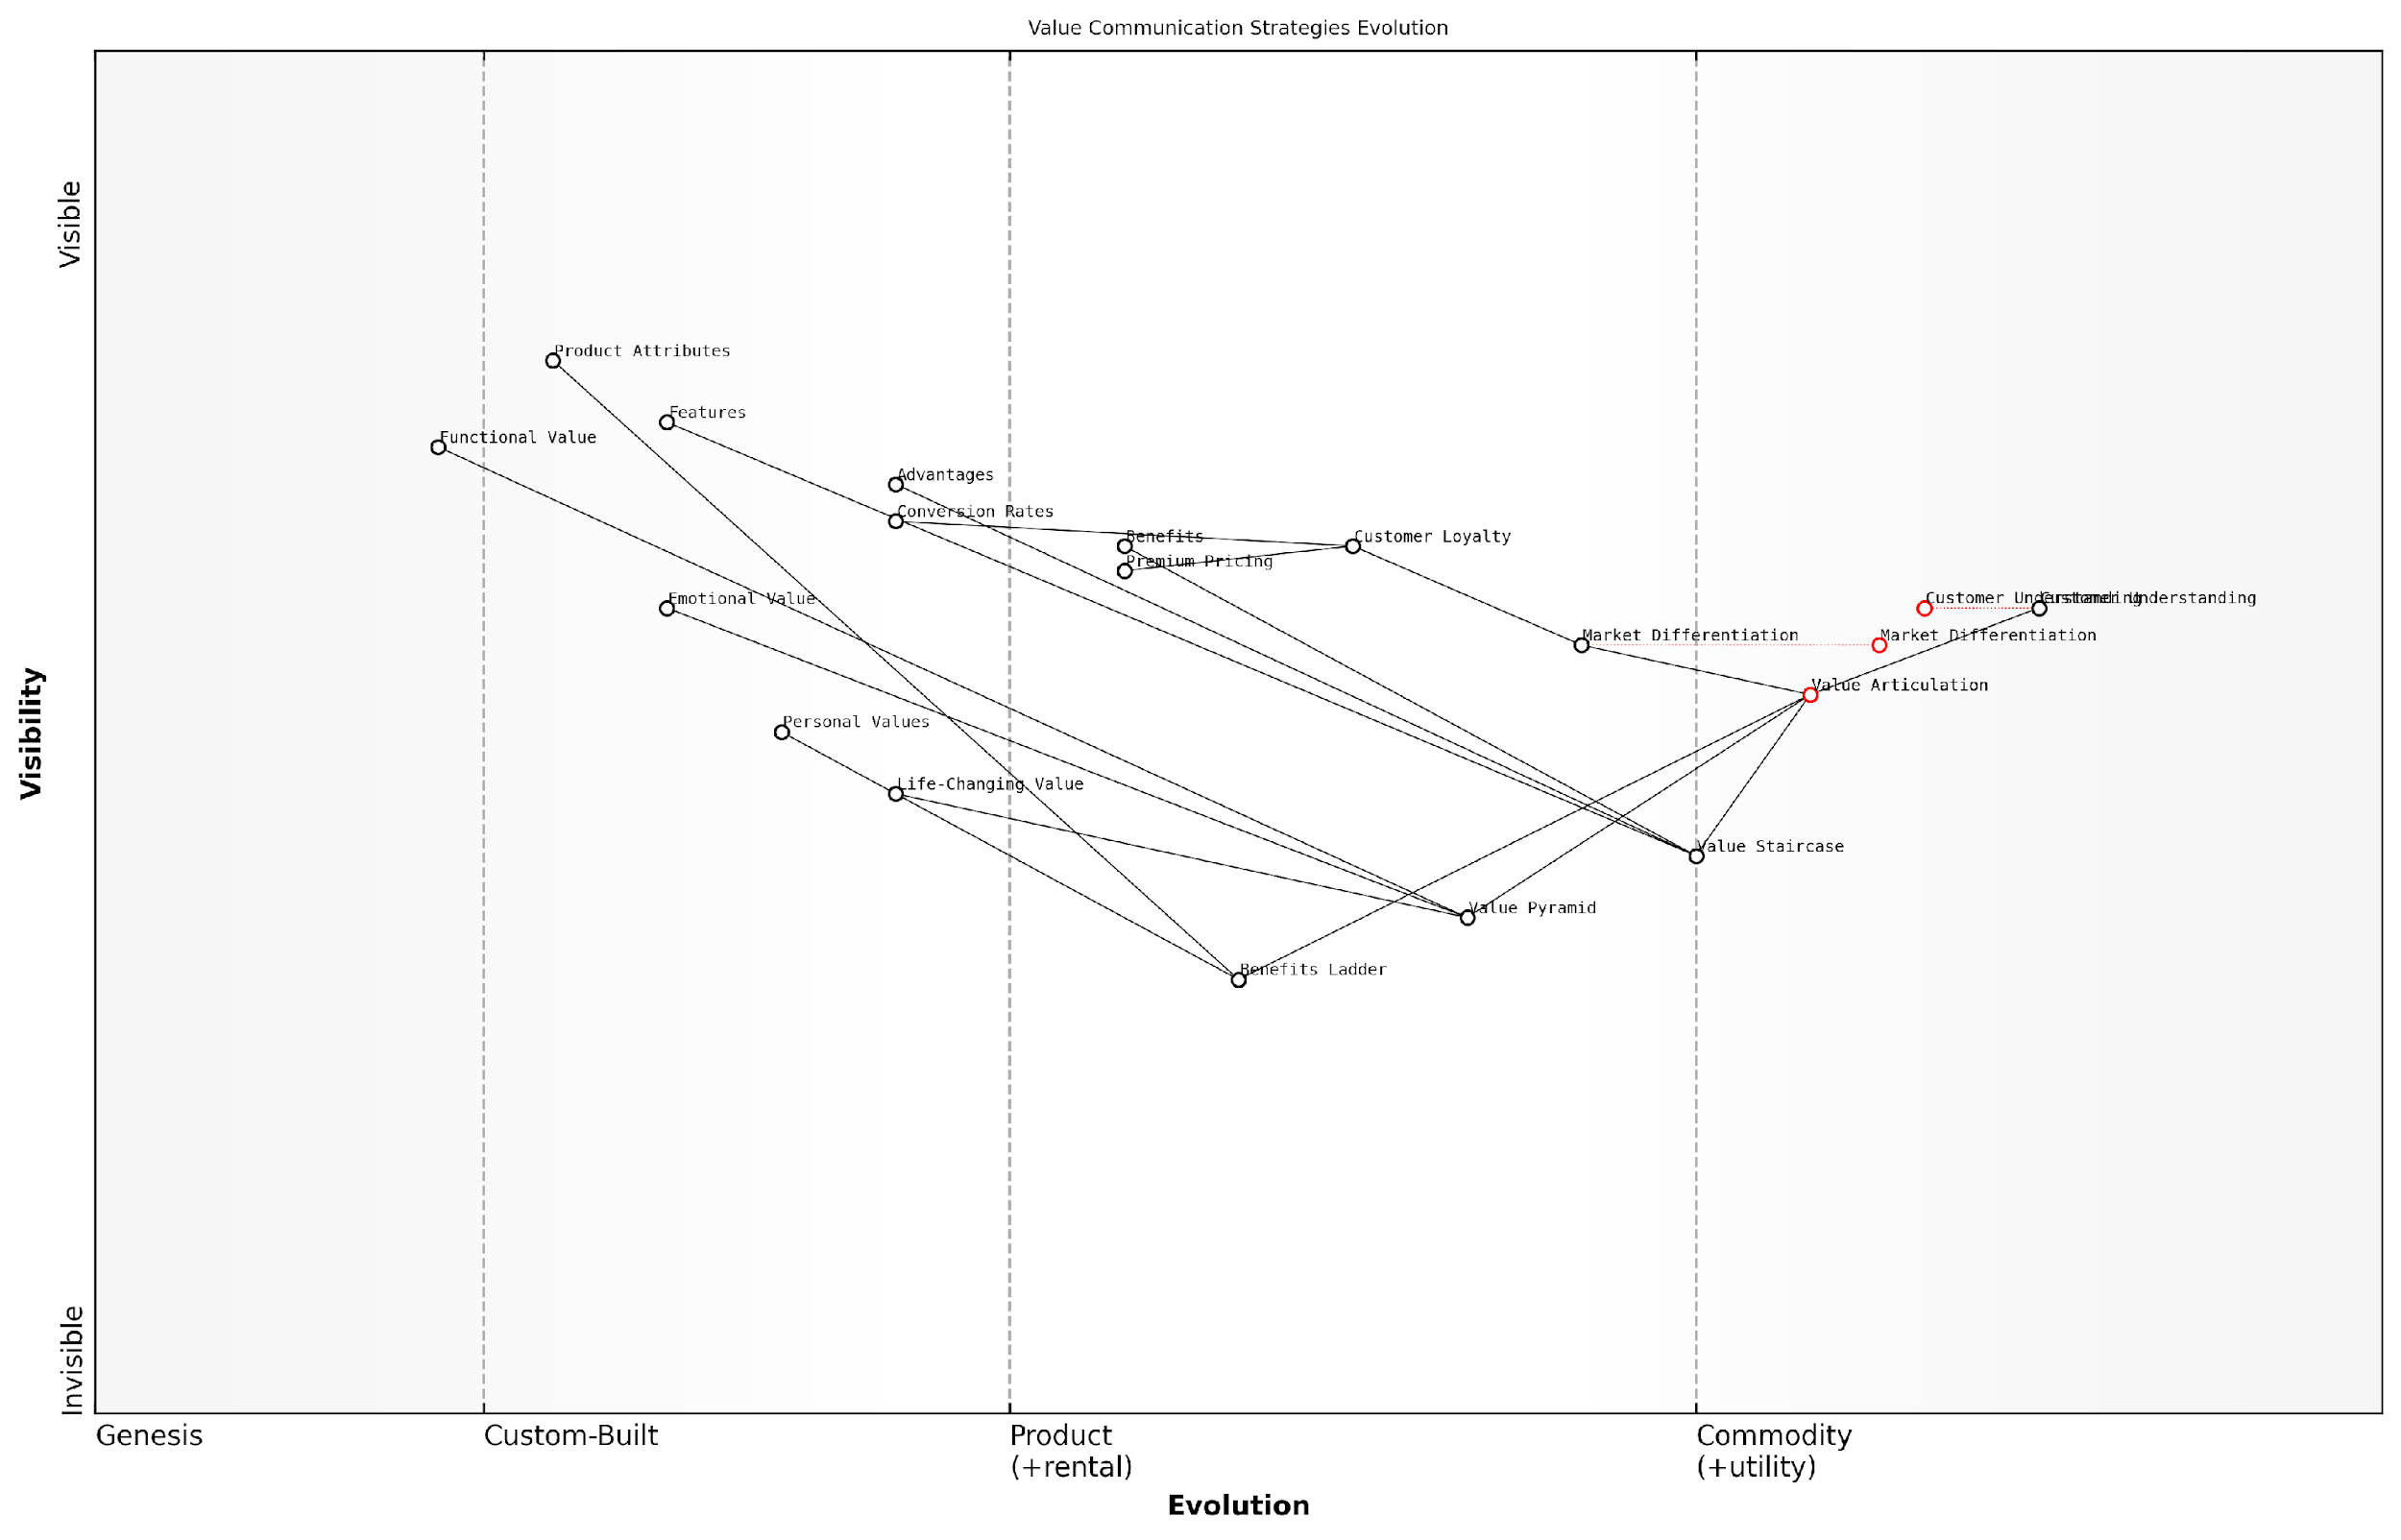 Value Communication Strategies Evolution
Visible
Visibility
Invisible
Product Attributes
Features
Functional Value
Advantages
Conversion Rates
Benefits
Customer Loyalty
Premium Pricing
Emotional Value
Customer Understanding
Customer Understanding
Market Differentiation
Market Differentiation
Value Articulation
Personal Values
Life-Changing Value
Value Staircase
Value Pyramid
Benefits Ladder
Genesis
Custom-Built
Product
(+rental)
Commodity
(+utility)
Evolution